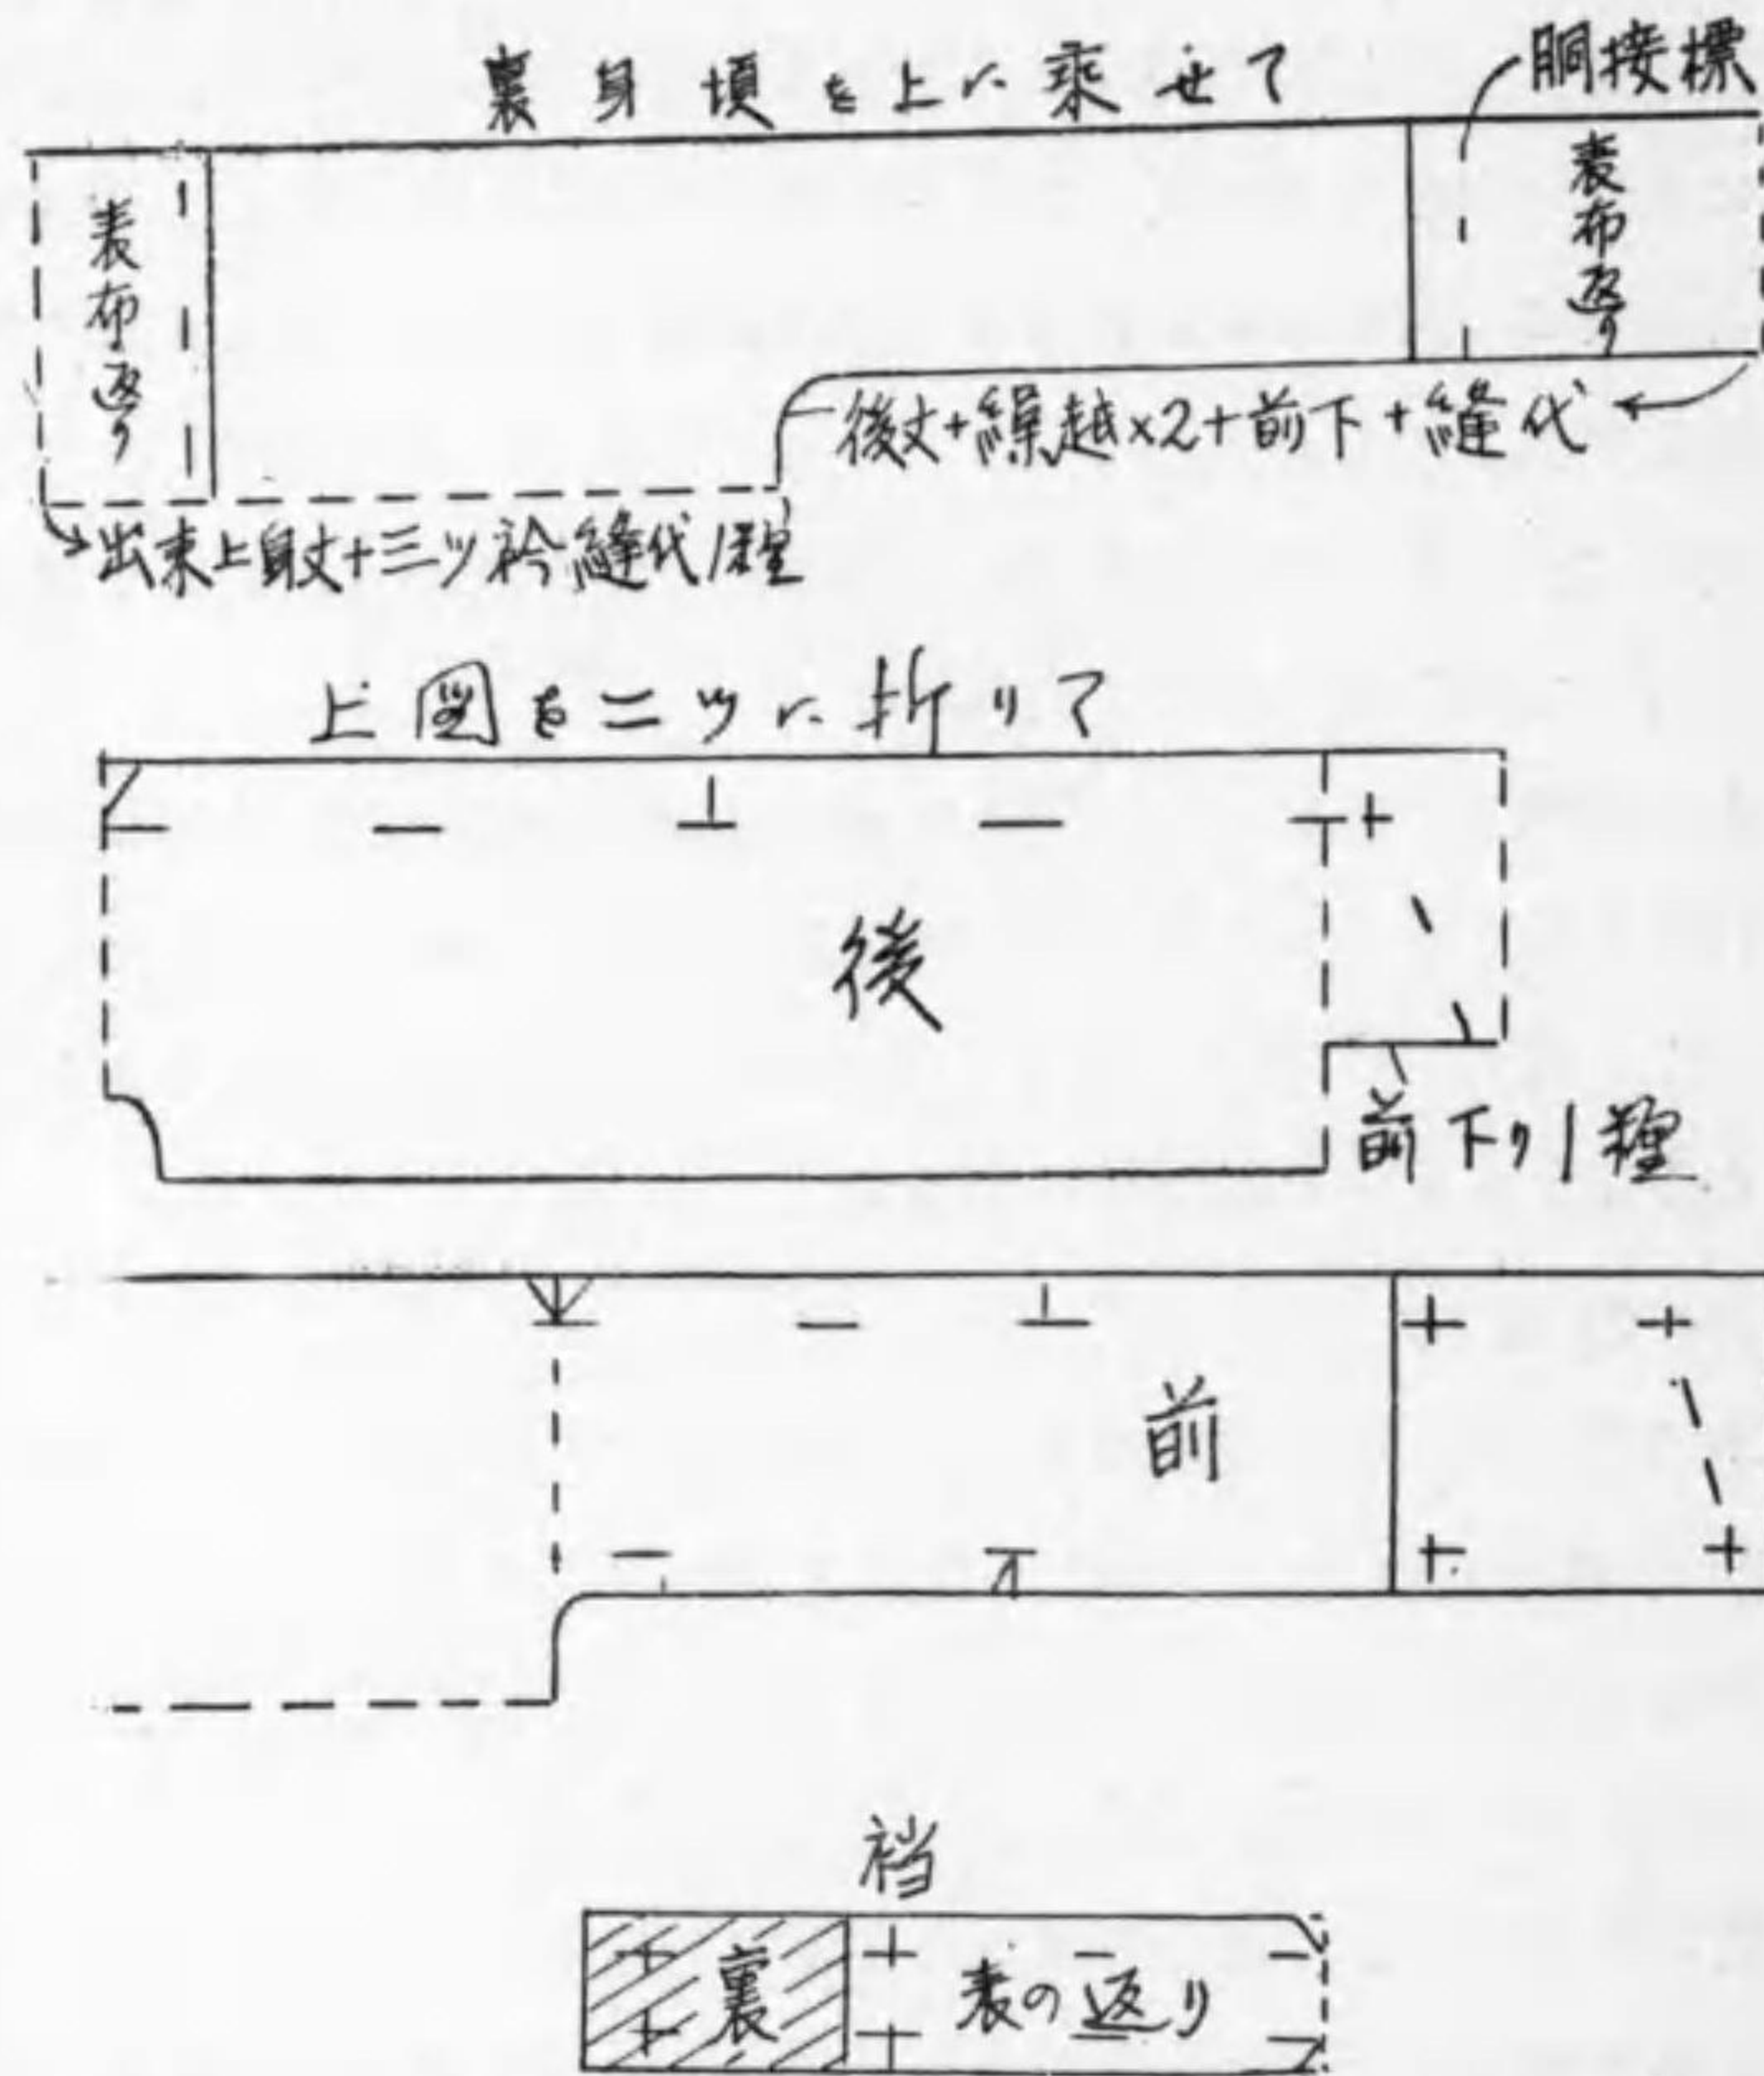 裏身頃を上に乗せて
胴接標
表布返り
表布返り
後丈+繰越×2+前下+縫代
出来上身丈+三ツ衿縫代1糎
上図を二ツに折りて
後
前下り1糎
前
裆
裏
表の返り